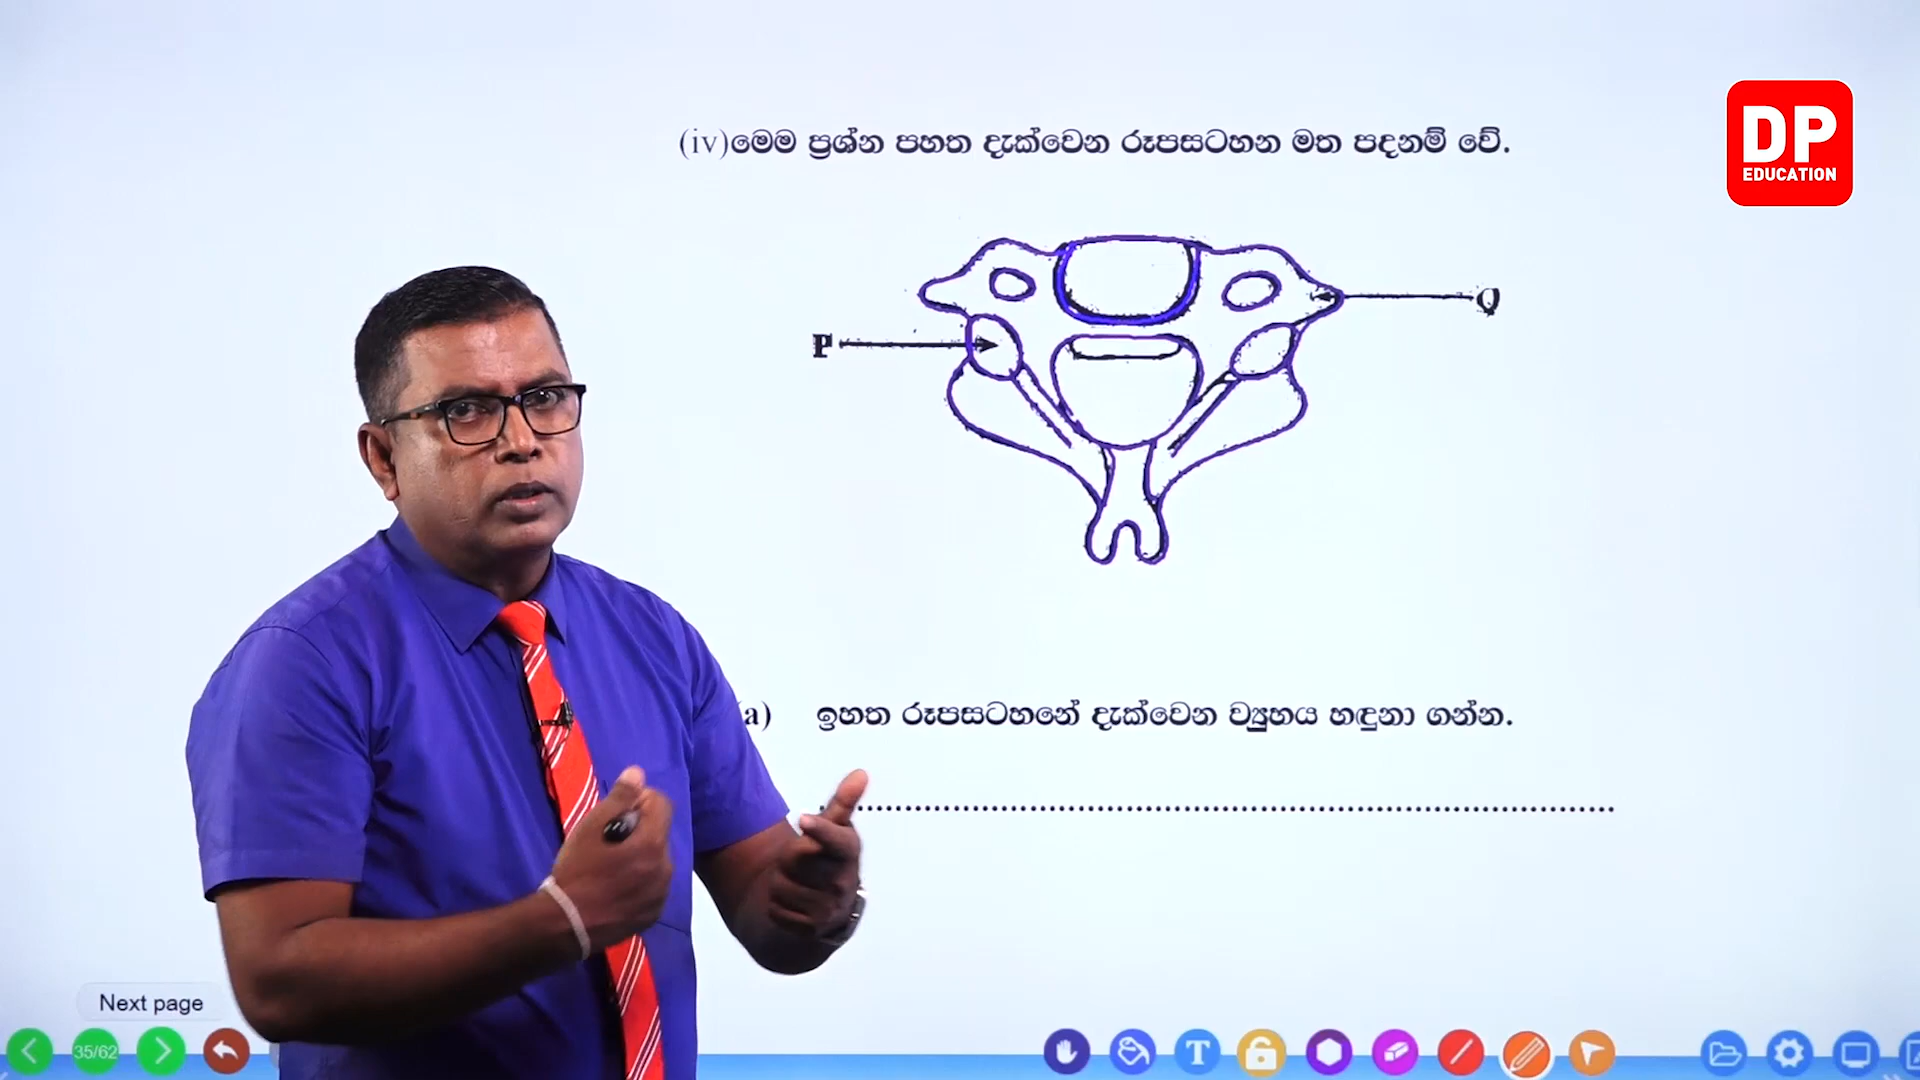 DP
EDUCATION
(iv)මෙම ප්‍රශ්න පහත දැක්වෙන රූපසටහන මත පදනම් වේ.
Q
P
a) ඉහත රූපසටහනේ දැක්වෙන ව්‍යුහය හඳුනා ගන්න.
Next page
35/62
T